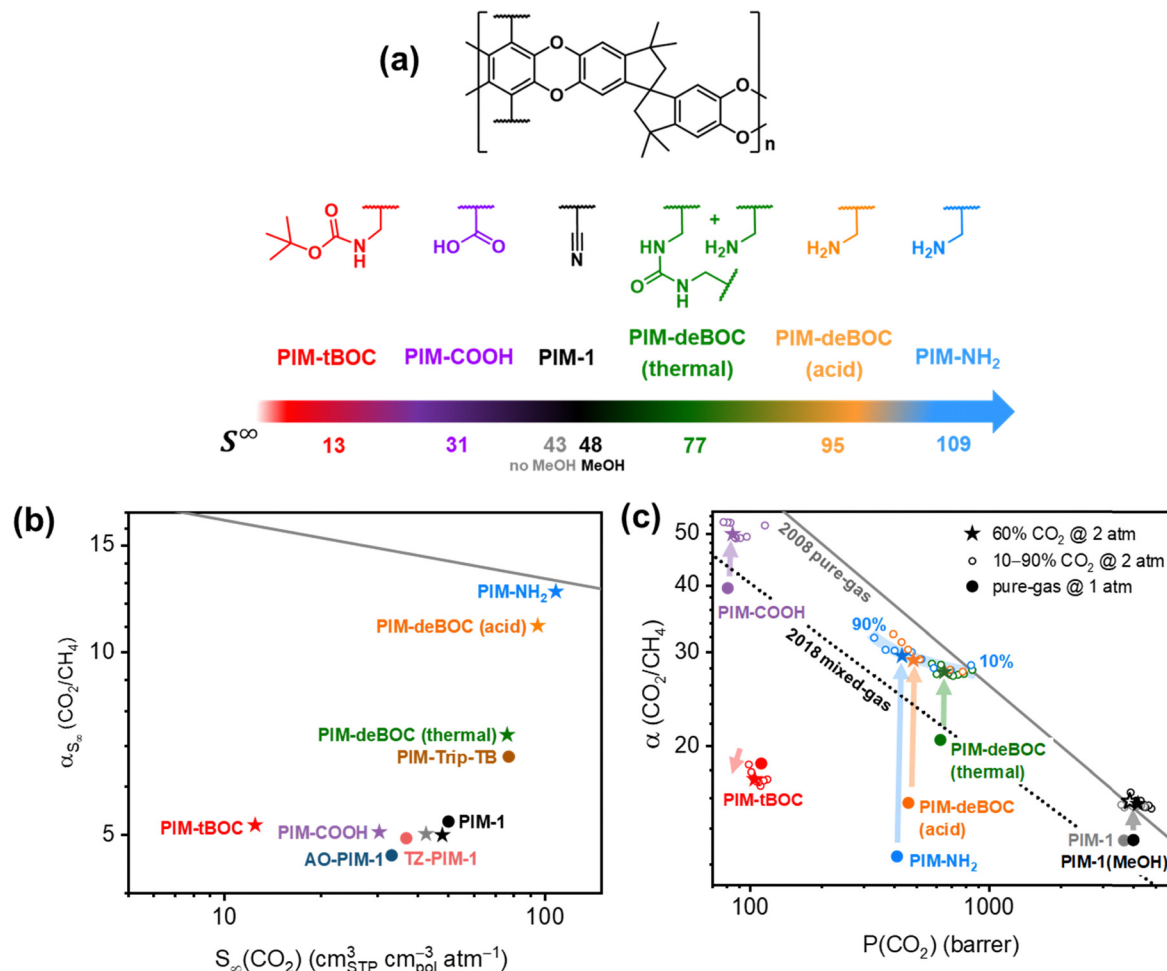 (a)
O
O
O
O
n
O
O
N
H
HO
O
N
+
NH
H2N
O
N
H
H2N
H2N
PIM-tBOC
PIM-COOH
PIM-1
PIM-deBOC
(thermal)
PIM-deBOC
(acid)
PIM-NH₂
S∞
13
31
43
48
77
95
109
no MeOH
MeOH
(b)
15
10
5
α_S∞ (CO₂/CH₄)
PIM-NH₂
PIM-deBOC (acid)
PIM-deBOC (thermal)
PIM-Trip-TB
PIM-tBOC
PIM-COOH
PIM-1
AO-PIM-1
TZ-PIM-1
10
100
S∞(CO₂) (cm³STP cm⁻³pol atm⁻¹)
(c)
50
40
30
20
α (CO₂/CH₄)
2008 pure-gas
60% CO₂ @ 2 atm
10–90% CO₂ @ 2 atm
pure-gas @ 1 atm
PIM-COOH
90%
10%
2018 mixed-gas
PIM-deBOC
(thermal)
PIM-tBOC
PIM-deBOC
(acid)
PIM-NH₂
PIM-1
PIM-1(MeOH)
100
1000
P(CO₂) (barrer)